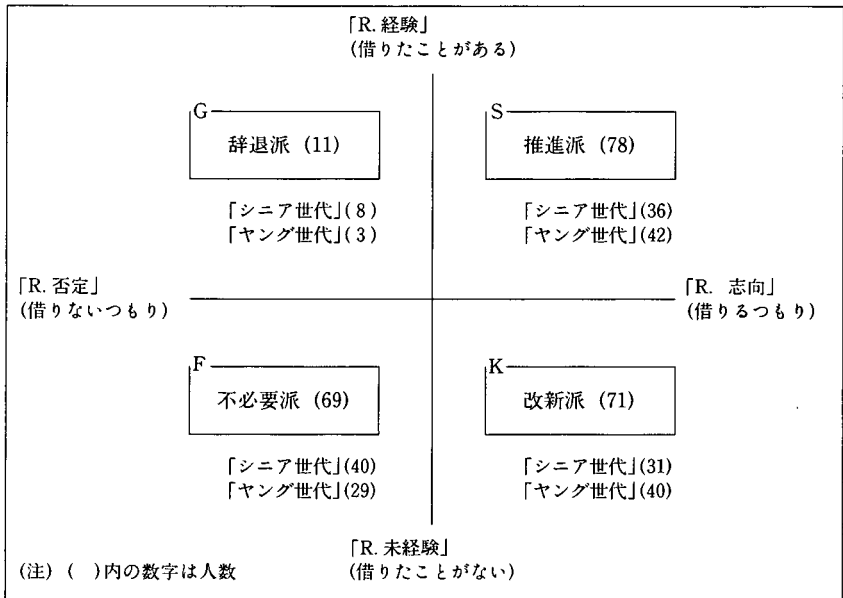 「R. 経験」
(借りたことがある)
G
辞退派 (11)
「シニア世代」(8)
「ヤング世代」(3)
S
推進派 (78)
「シニア世代」(36)
「ヤング世代」(42)
「R. 否定」
(借りないつもり)
「R. 志向」
(借りるつもり)
F
不必要派 (69)
「シニア世代」(40)
「ヤング世代」(29)
K
改新派 (71)
「シニア世代」(31)
「ヤング世代」(40)
「R. 未経験」
(借りたことがない)
(注) ( )内の数字は人数